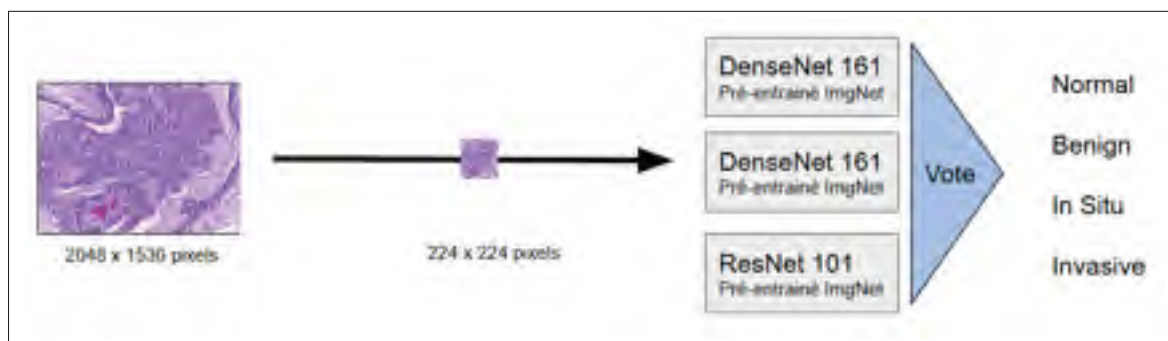 DenseNet 161
Pré-entrainé ImgNet
DenseNet 161
Pré-entrainé ImgNet
ResNet 101
Pré-entrainé ImgNet
Vote
Normal
Benign
In Situ
Invasive
2048 x 1536 pixels
224 x 224 pixels